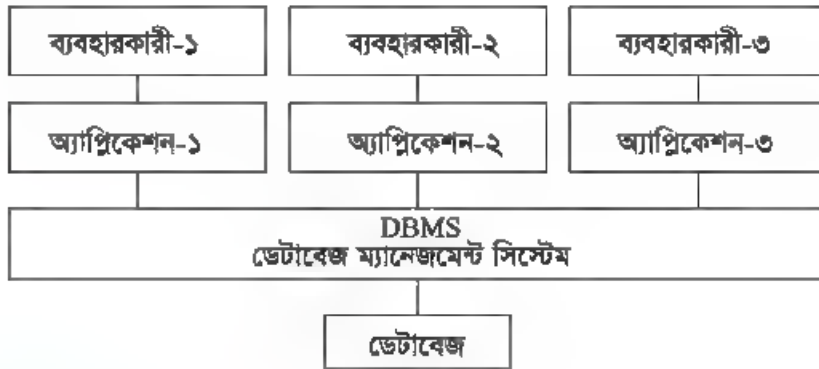 ব্যবহারকারী-১ ব্যবহারকারী-২ ব্যবহারকারী-৩
অ্যাপ্লিকেশন-১ অ্যাপ্লিকেশন-২ অ্যাপ্লিকেশন-৩
DBMS
ডেটাবেজ ম্যানেজমেন্ট সিস্টেম
ডেটাবেজ